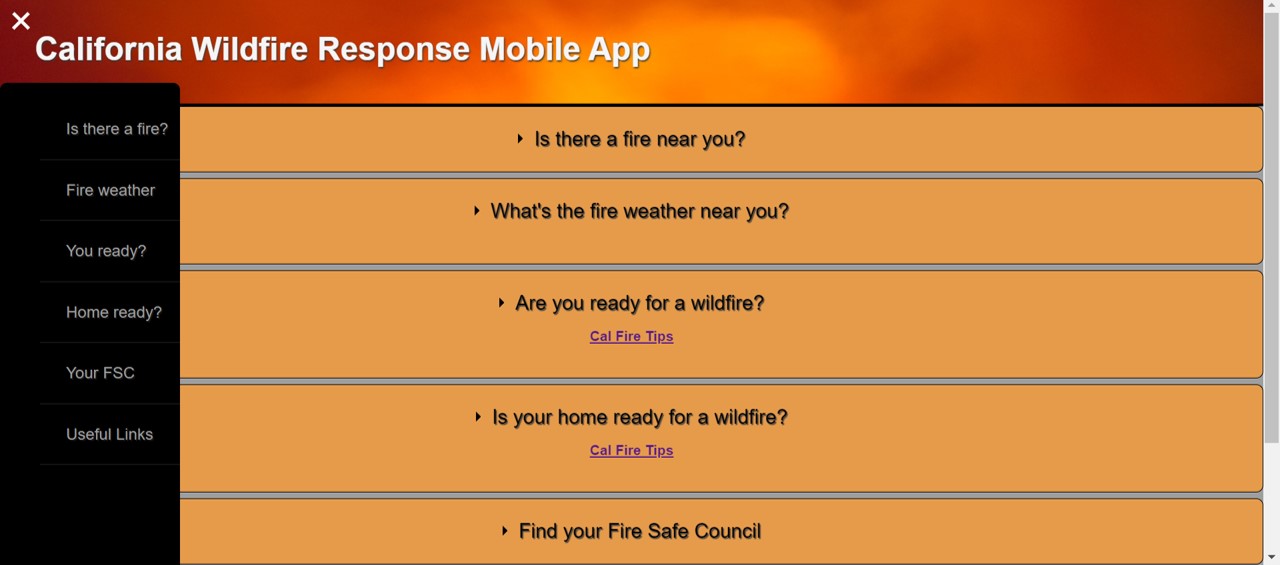 California Wildfire Response Mobile App
Is there a fire?
Fire weather
You ready?
Home ready?
Your FSC
Useful Links
Is there a fire near you?
What's the fire weather near you?
Are you ready for a wildfire?
Cal Fire Tips
Is your home ready for a wildfire?
Cal Fire Tips
Find your Fire Safe Council